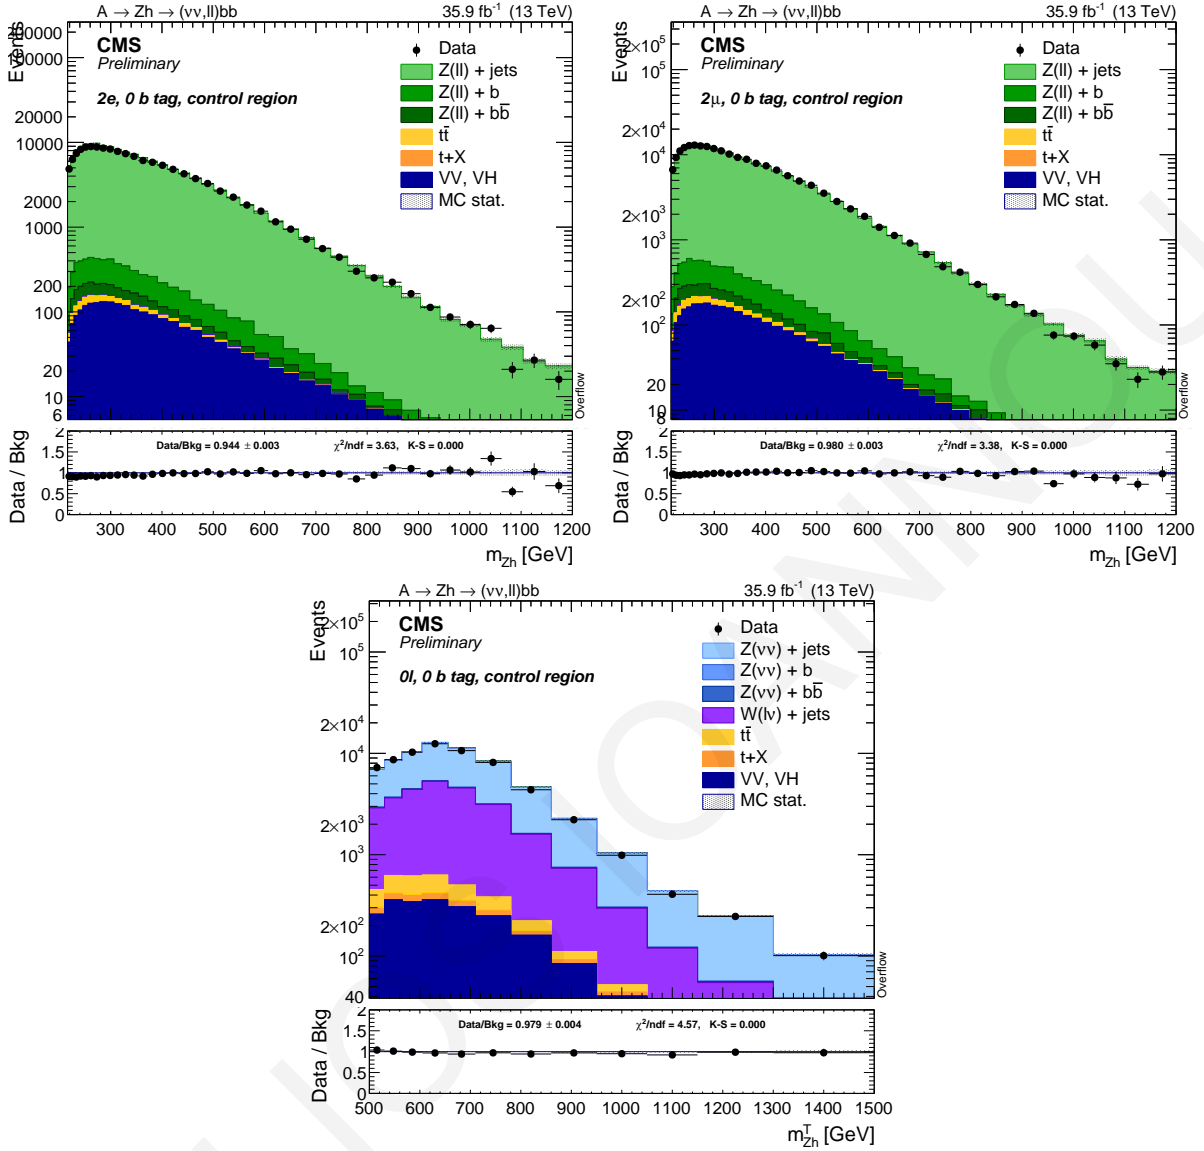 A → Zh → (νν,ll)bb 35.9 fb⁻¹ (13 TeV)
Events
CMS
Preliminary
2e, 0 b tag, control region
Data
Z(ll) + jets
Z(ll) + b
Z(ll) + bb̄
tt̄
t+X
VV, VH
MC stat.
200000
100000
20000
10000
2000
1000
200
100
20
10
6
Overflow
Data / Bkg
Data/Bkg = 0.944 ± 0.003 χ²/ndf = 3.63, K-S = 0.000
2
1.5
1
0.5
0
300 400 500 600 700 800 900 1000 1100 1200
m_Zh [GeV]
A → Zh → (νν,ll)bb 35.9 fb⁻¹ (13 TeV)
Events
CMS
Preliminary
2μ, 0 b tag, control region
Data
Z(ll) + jets
Z(ll) + b
Z(ll) + bb̄
tt̄
t+X
VV, VH
MC stat.
2×10⁵
10⁵
2×10⁴
10⁴
2×10³
10³
2×10²
10²
20
10
8
Overflow
Data / Bkg
Data/Bkg = 0.980 ± 0.003 χ²/ndf = 3.38, K-S = 0.000
2
1.5
1
0.5
0
300 400 500 600 700 800 900 1000 1100 1200
m_Zh [GeV]
A → Zh → (νν,ll)bb 35.9 fb⁻¹ (13 TeV)
Events
CMS
Preliminary
0l, 0 b tag, control region
Data
Z(νν) + jets
Z(νν) + b
Z(νν) + bb̄
W(lν) + jets
tt̄
t+X
VV, VH
MC stat.
2×10⁵
10⁵
2×10⁴
10⁴
2×10³
10³
2×10²
10²
40
Overflow
Data / Bkg
Data/Bkg = 0.979 ± 0.004 χ²/ndf = 4.57, K-S = 0.000
2
1.5
1
0.5
0
500 600 700 800 900 1000 1100 1200 1300 1400 1500
m^T_Zh [GeV]
IOANNOU